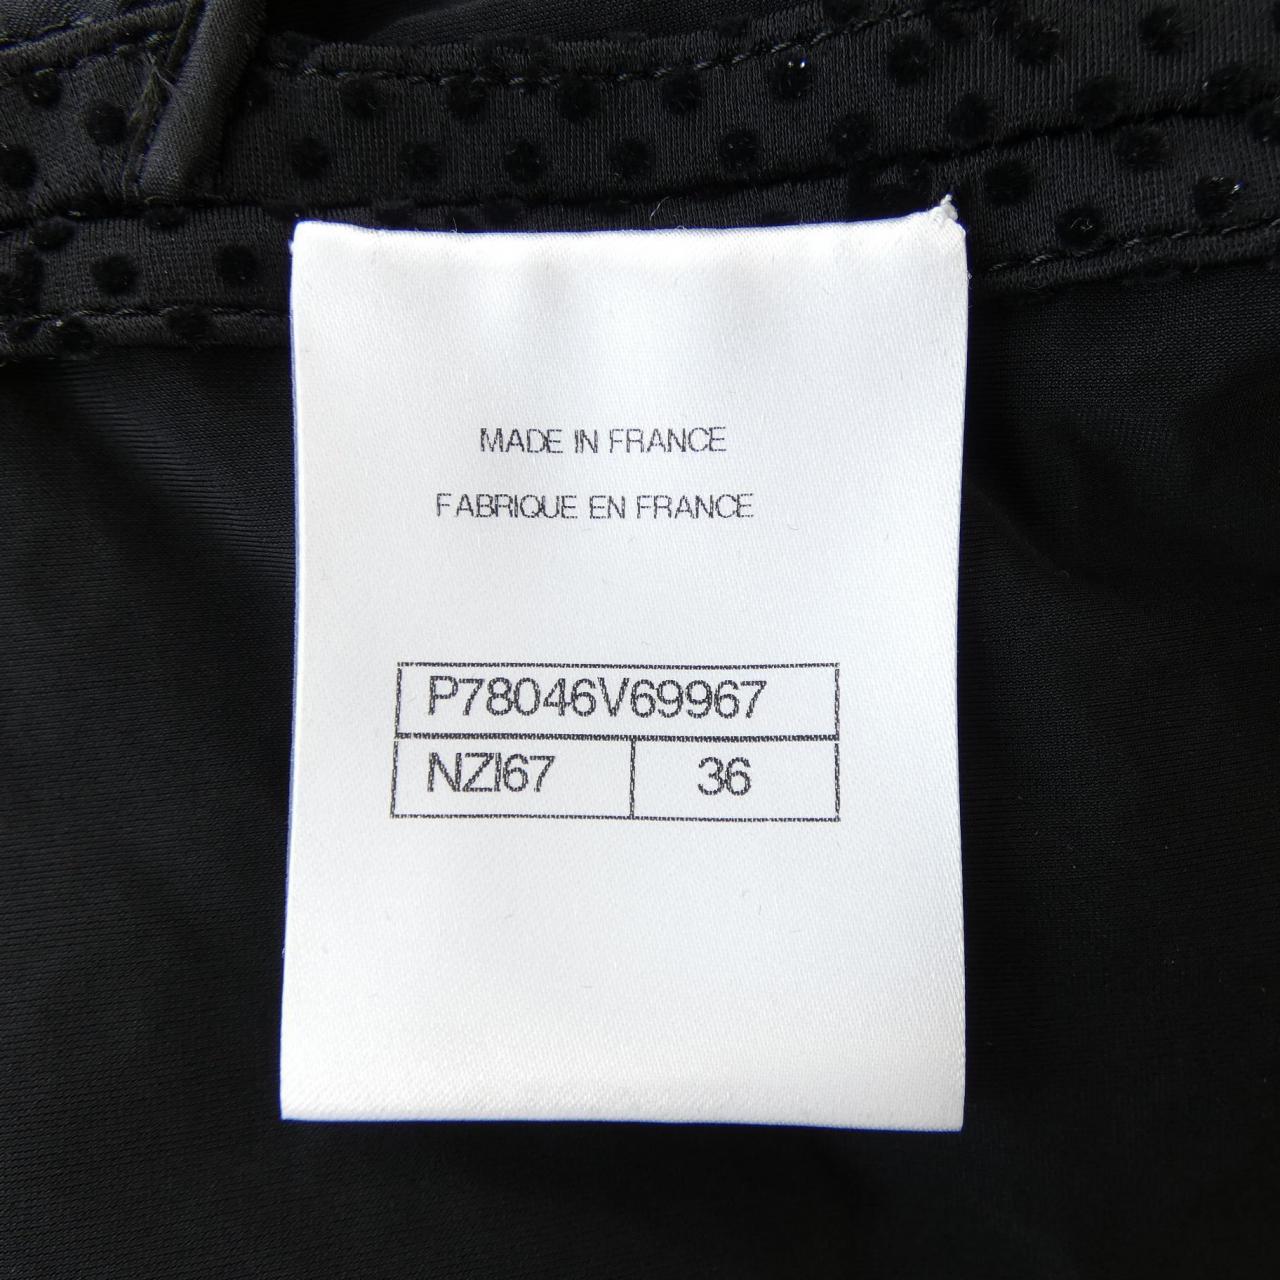 MADE IN FRANCE
FABRIQUE EN FRANCE
P78046V69967
NZI67 36